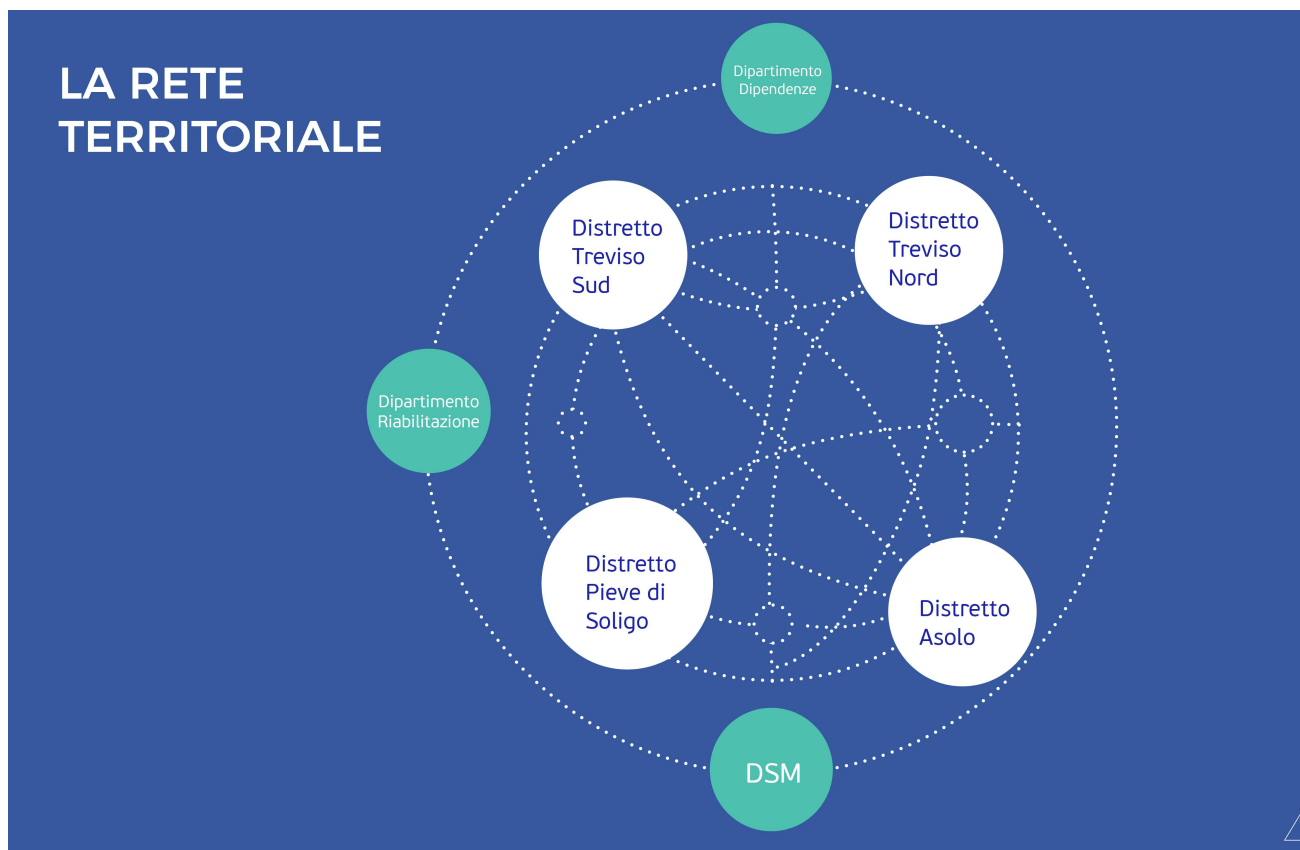 LA RETE
TERRITORIALE
Dipartimento
Dipendenze
Distretto
Treviso
Sud
Distretto
Treviso
Nord
Dipartimento
Riabilitazione
Distretto
Pieve di
Soligo
Distretto
Asolo
DSM